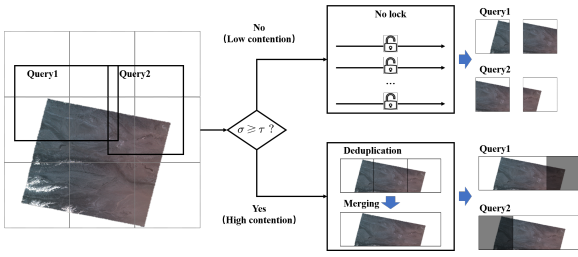 Query1
Query2
No
(Low contention)
σ ≥ τ ?
Yes
(High contention)
No lock
...
Deduplication
Merging
Query1
Query2
Query1
Query2